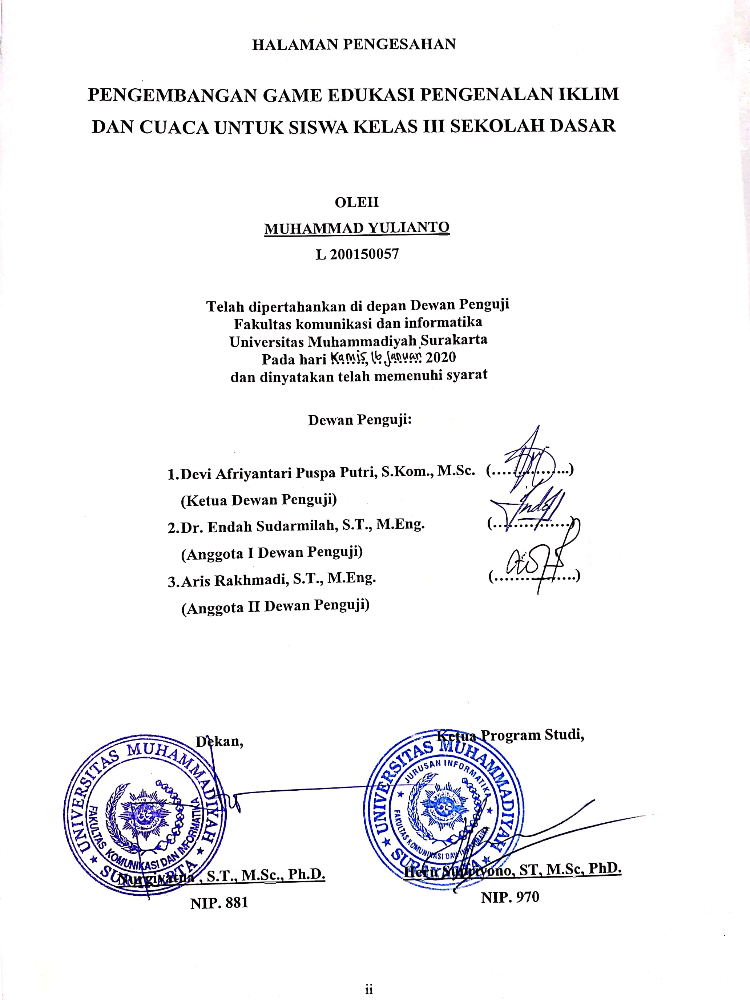 HALAMAN PENGESAHAN
PENGEMBANGAN GAME EDUKASI PENGENALAN IKLIM
DAN CUACA UNTUK SISWA KELAS III SEKOLAH DASAR
OLEH
MUHAMMAD YULIANTO
L 200150057
Telah dipertahankan di depan Dewan Penguji
Fakultas komunikasi dan informatika
Universitas Muhammadiyah Surakarta
Pada hari Kamis, 16 Januari 2020
dan dinyatakan telah memenuhi syarat
Dewan Penguji:
1.Devi Afriyantari Puspa Putri, S.Kom., M.Sc. (.................)
(Ketua Dewan Penguji)
2.Dr. Endah Sudarmilah, S.T., M.Eng. (.................)
(Anggota I Dewan Penguji)
3.Aris Rakhmadi, S.T., M.Eng. (.................)
(Anggota II Dewan Penguji)
Dekan,
UNIVERSITAS MUHAMMADIYAH
SURAKARTA
FAKULTAS KOMUNIKASI DAN INFORMATIKA
Nurgiyatna , S.T., M.Sc., Ph.D.
NIP. 881
Ketua Program Studi,
UNIVERSITAS MUHAMMADIYAH
SURAKARTA
JURUSAN INFORMATIKA
FAKULTAS KOMUNIKASI DAN INFORMATIKA
Heru Supriyono, ST, M.Sc, PhD.
NIP. 970
ii